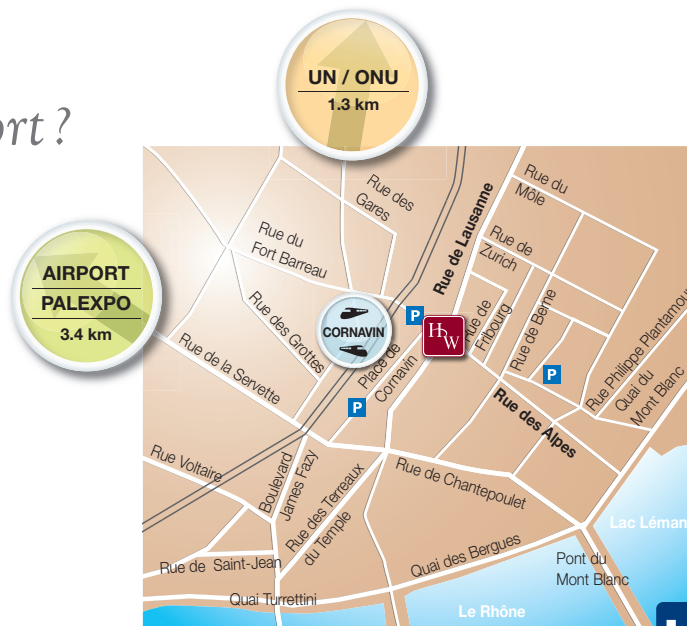 UN / ONU
1.3 km
ort ?
Rue du
Môle
Rue des
Gares
Rue de Lausanne
Rue de
Zurich
Rue du
Fort Barreau
AIRPORT
PALEXPO
3.4 km
Rue des Grottes
CORNAVIN
P
HW
Rue de
Fribourg
Rue de Berne
Rue Philippe Plantamou
Quai du
Mont Blanc
Rue de la Servette
Place de
Cornavin
P
P
Rue des Alpes
Rue Voltaire
Boulevard
James Fazy
Rue des Terreaux
du Temple
Rue de Chantepoulet
Lac Léman
Quai des Bergues
Pont du
Mont Blanc
Rue de Saint-Jean
Quai Turrettini
Le Rhône